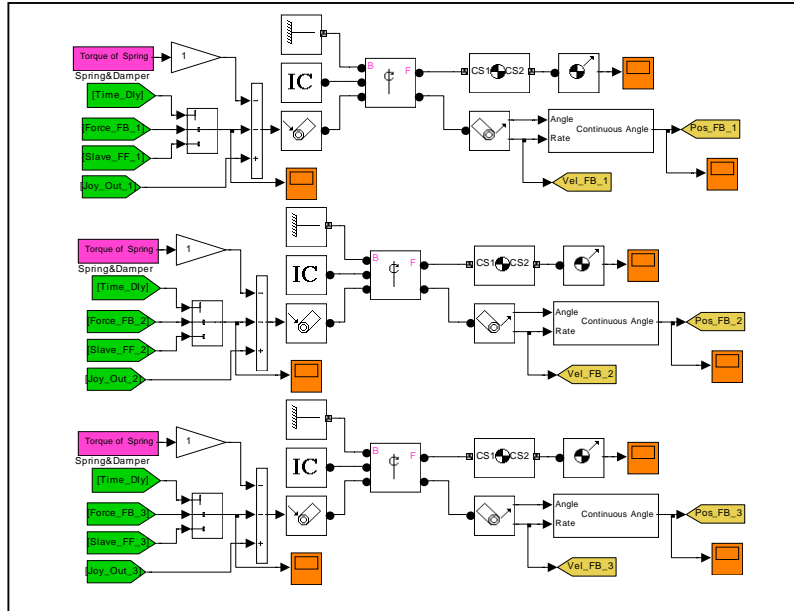 Torque of Spring
Spring&Damper
1
[Time_Dly]
[Force_FB_1]
[Slave_FF_1]
[Joy_Out_1]
-
-
+
IC
B
F
CS1
CS2
Angle
Rate
Continuous Angle
Pos_FB_1
Vel_FB_1
Torque of Spring
Spring&Damper
1
[Time_Dly]
[Force_FB_2]
[Slave_FF_2]
[Joy_Out_2]
-
-
+
IC
B
F
CS1
CS2
Angle
Rate
Continuous Angle
Pos_FB_2
Vel_FB_2
Torque of Spring
Spring&Damper
1
[Time_Dly]
[Force_FB_3]
[Slave_FF_3]
[Joy_Out_3]
-
-
+
IC
B
F
CS1
CS2
Angle
Rate
Continuous Angle
Pos_FB_3
Vel_FB_3